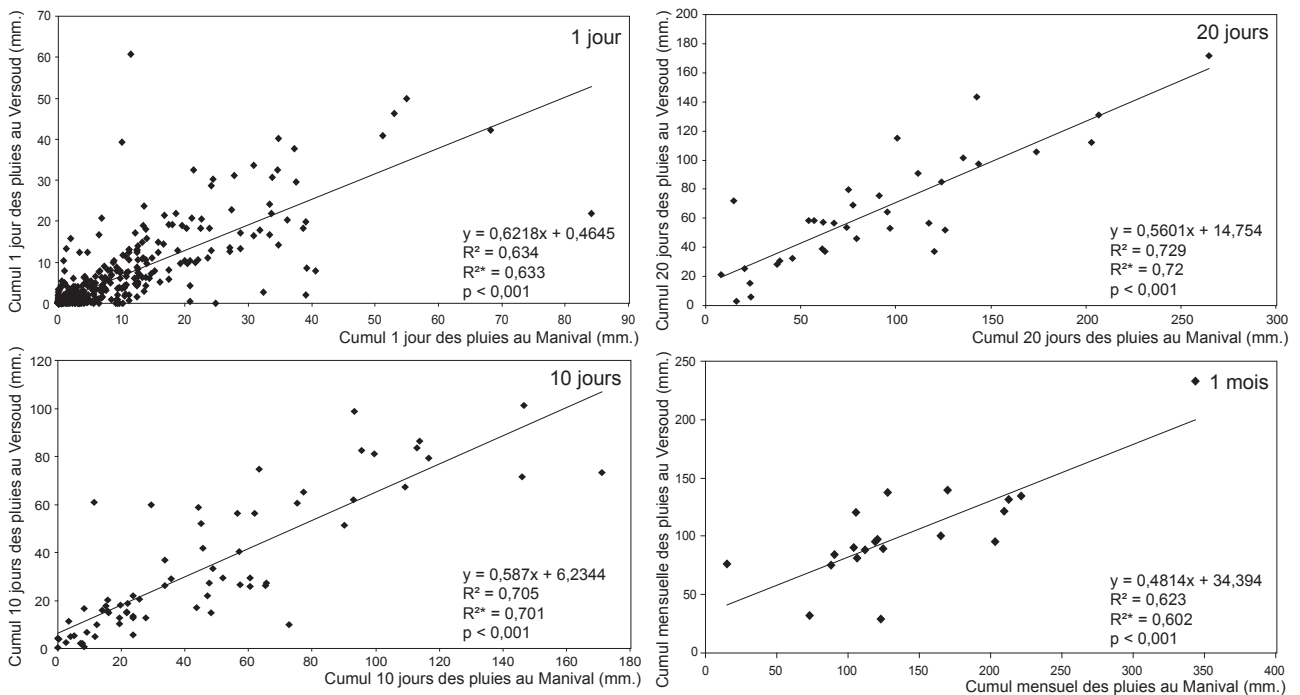 1 jour
Cumul 1 jour des pluies au Versoud (mm.)
70
60
50
40
30
20
10
0
y = 0,6218x + 0,4645
R² = 0,634
R²* = 0,633
p < 0,001
0 10 20 30 40 50 60 70 80 90
Cumul 1 jour des pluies au Manival (mm.)
20 jours
Cumul 20 jours des pluies au Versoud (mm.)
200
180
160
140
120
100
80
60
40
20
0
y = 0,5601x + 14,754
R² = 0,729
R²* = 0,72
p < 0,001
0 50 100 150 200 250 300
Cumul 20 jours des pluies au Manival (mm.)
10 jours
Cumul 10 jours des pluies au Versoud (mm.)
120
100
80
60
40
20
0
y = 0,587x + 6,2344
R² = 0,705
R²* = 0,701
p < 0,001
0 20 40 60 80 100 120 140 160 180
Cumul 10 jours des pluies au Manival (mm.)
1 mois
Cumul mensuelle des pluies au Versoud (mm.)
250
200
150
100
50
0
y = 0,4814x + 34,394
R² = 0,623
R²* = 0,602
p < 0,001
0 50 100 150 200 250 300 350 400
Cumul mensuel des pluies au Manival (mm.)